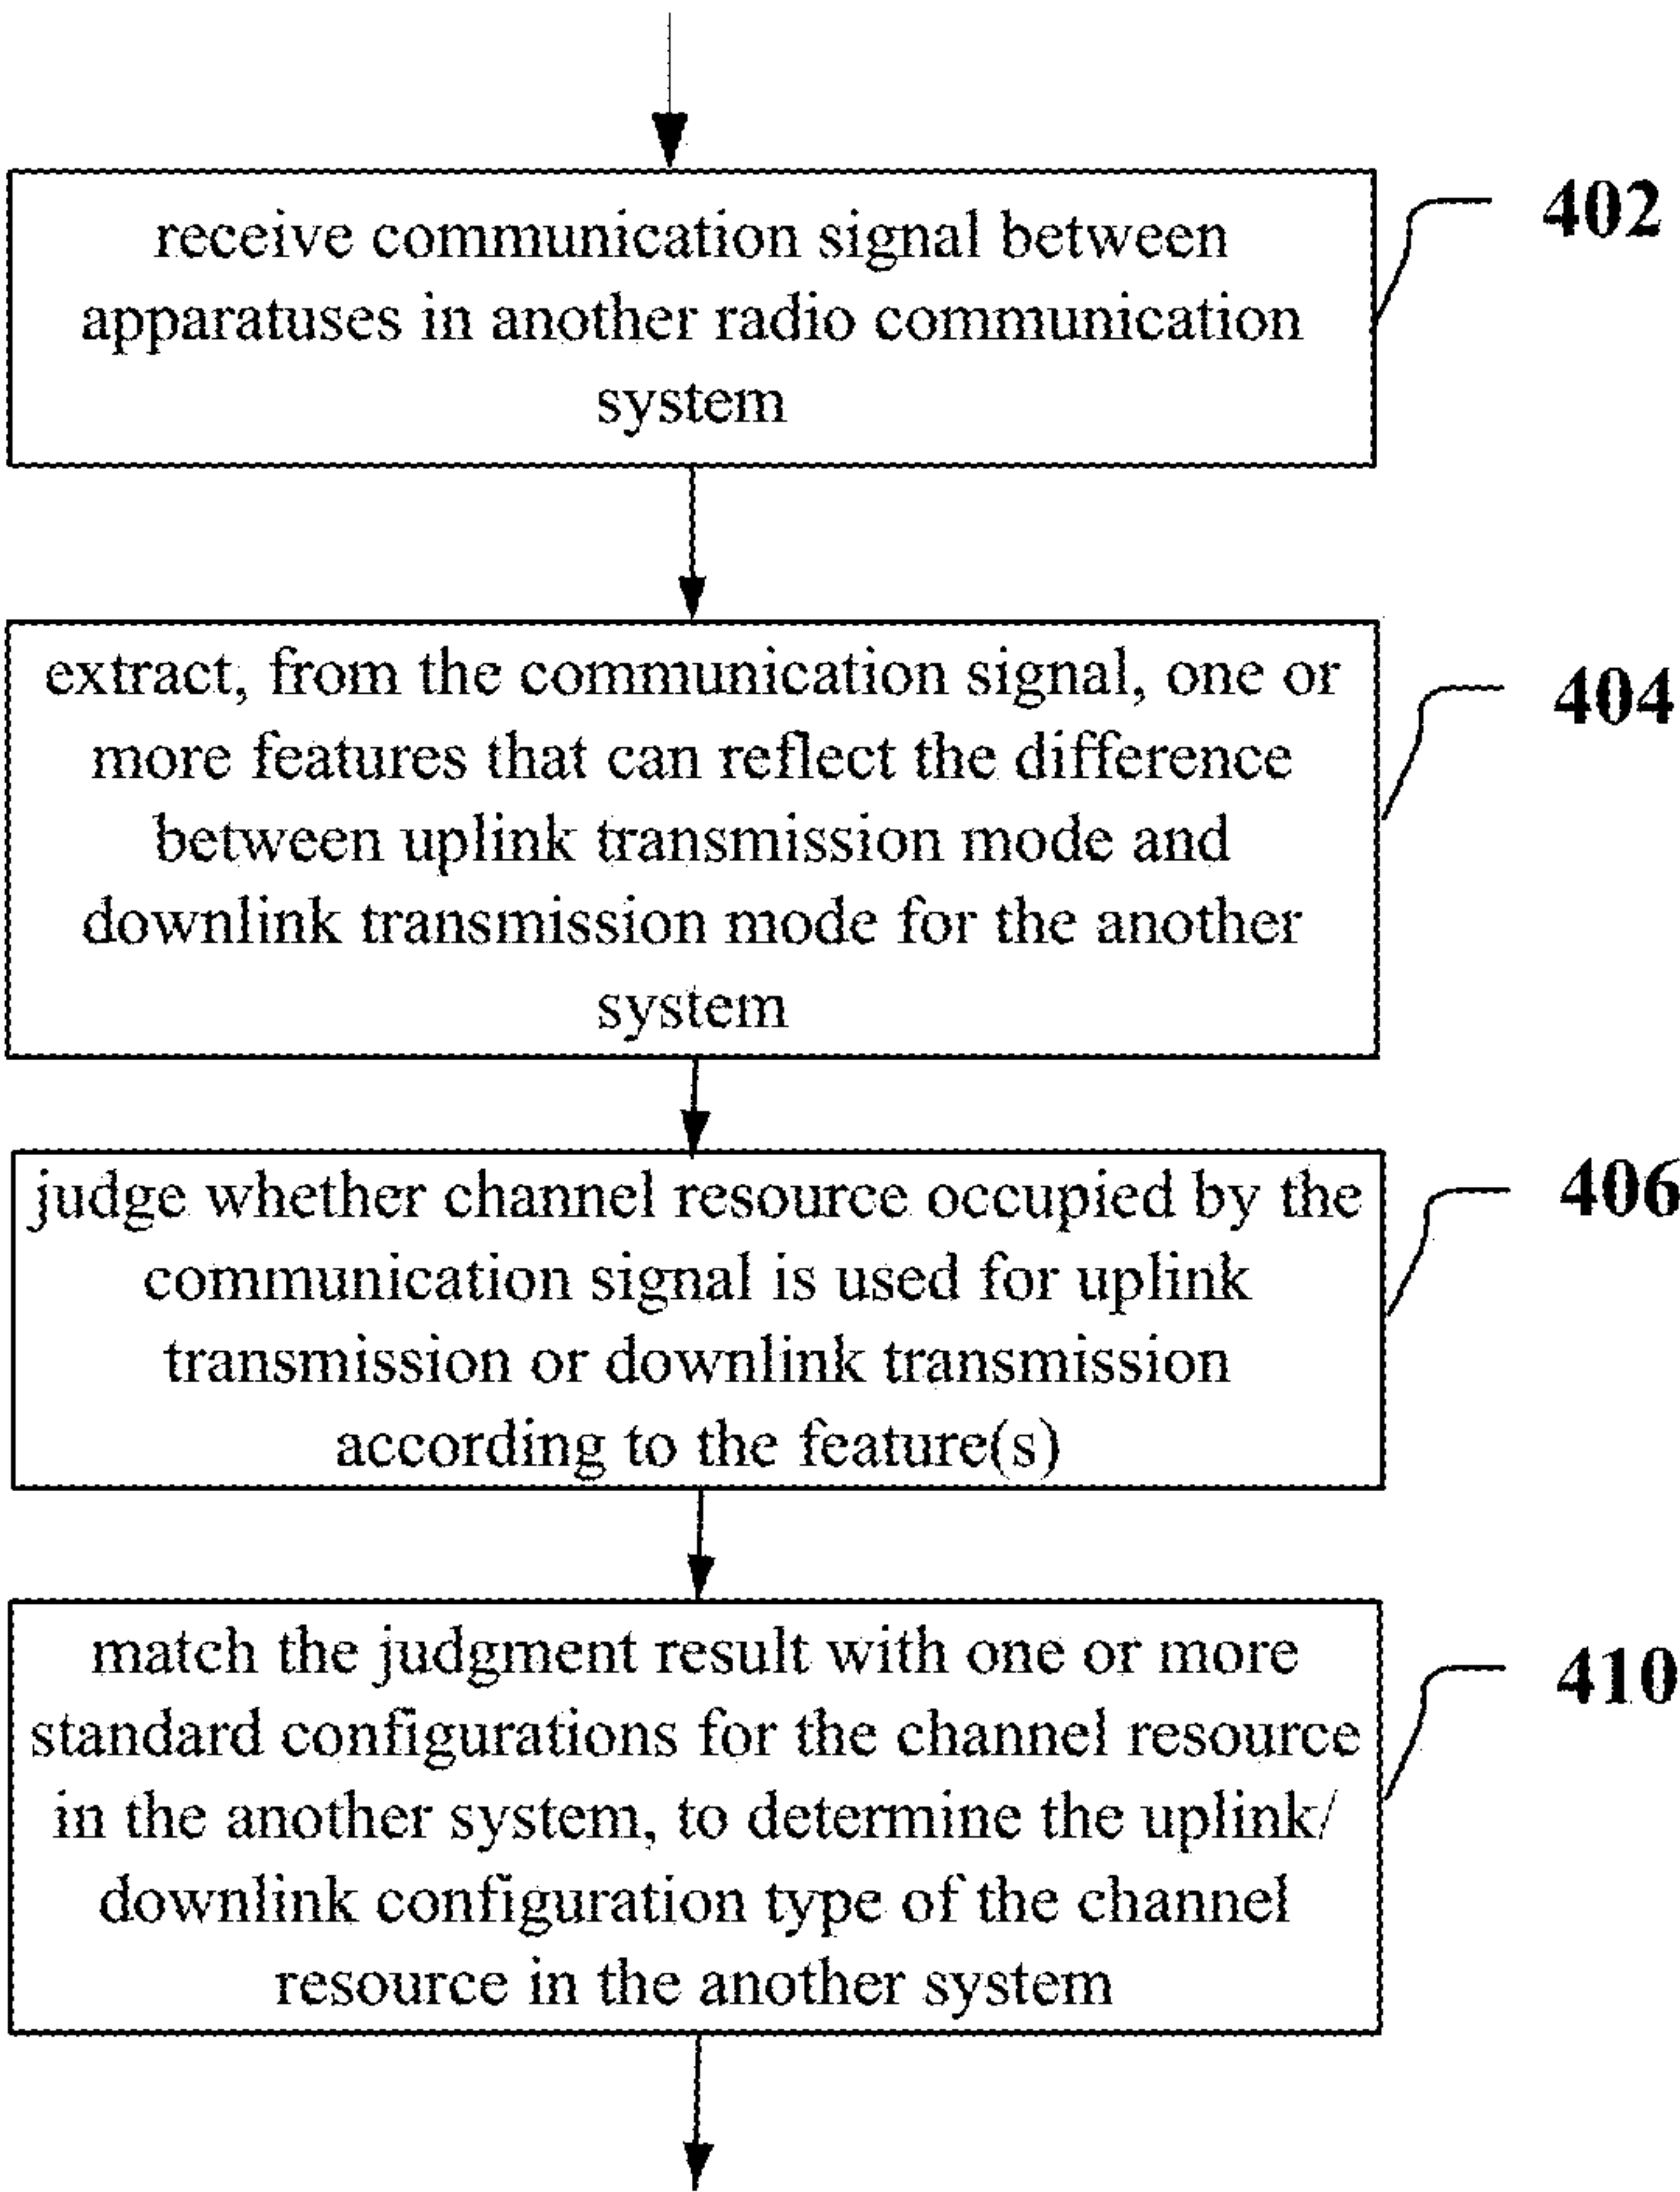 receive communication signal between
apparatuses in another radio communication
system
402
extract, from the communication signal, one or
more features that can reflect the difference
between uplink transmission mode and
downlink transmission mode for the another
system
404
judge whether channel resource occupied by the
communication signal is used for uplink
transmission or downlink transmission
according to the feature(s)
406
match the judgment result with one or more
standard configurations for the channel resource
in the another system, to determine the uplink/
downlink configuration type of the channel
resource in the another system
410